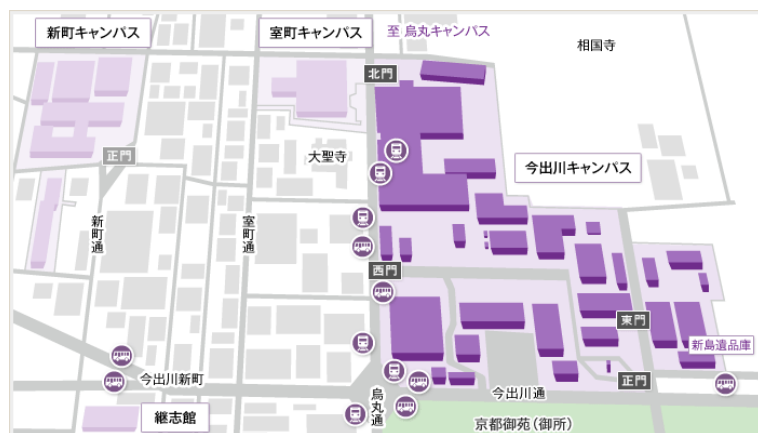 新町キャンパス
室町キャンパス
至 烏丸キャンパス
相国寺
北門
正門
大聖寺
今出川キャンパス
新町通
室町通
西門
東門
新島遺品庫
今出川新町
正門
烏丸通
今出川通
継志館
京都御苑(御所)